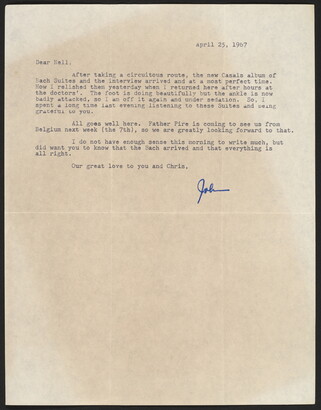 april 25, 1967
Dear Nell,
After taking a circuitous route, the new Casals album of
Bach Suites and the interview arrived and at a most perfect time.
How I relished them yesterday when I returned here after hours at
the doctors'. The foot is doing beautifully but the ankle is now
badly attacked, so I am off it again and under sedation. So, I
spent a long time last evening listening to these Suites and being
grateful to you.
All goes well here. Father Pire is coming to see us from
Belgium next week (the 7th), so we are greatly looking forward to that.
I do not have enough sense this morning to write much, but
did want you to know that the Bach arrived and that everything is
all right.
Our great love to you and Chris,
John